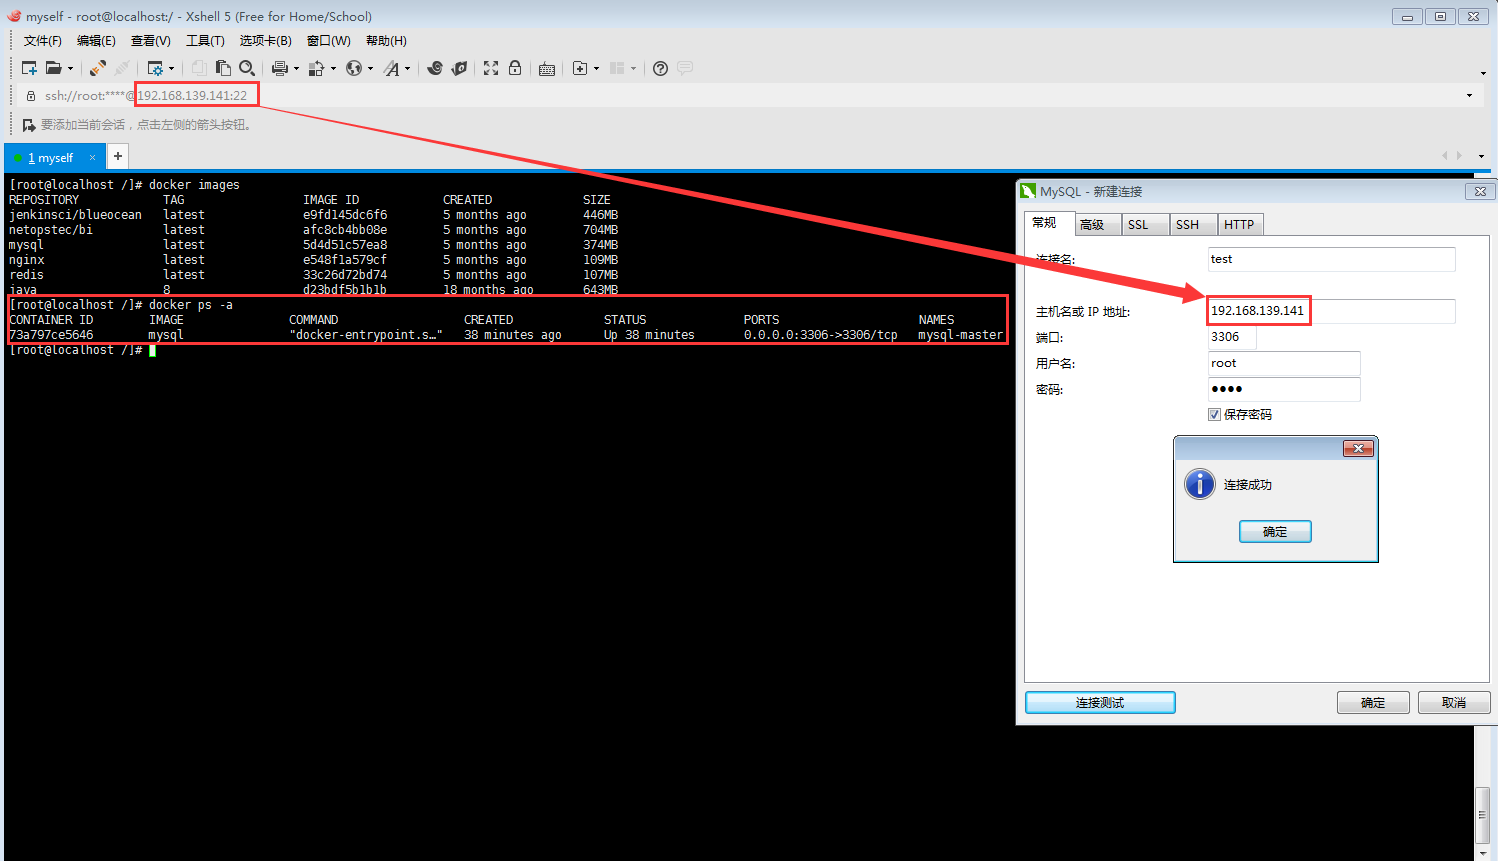 myself - root@localhost:/ - Xshell 5 (Free for Home/School)
文件(F) 编辑(E) 查看(V) 工具(T) 选项卡(B) 窗口(W) 帮助(H)
ssh://root:****@192.168.139.141:22
要添加当前会话，点击左侧的箭头按钮。
1 myself × +
[root@localhost /]# docker images
REPOSITORY TAG IMAGE ID CREATED SIZE
jenkinsci/blueocean latest e9fd145dc6f6 5 months ago 446MB
netopstec/bi latest afc8cb4bb08e 5 months ago 704MB
mysql latest 5d4d51c57ea8 5 months ago 374MB
nginx latest e548f1a579cf 5 months ago 109MB
redis latest 33c26d72bd74 5 months ago 107MB
java 8 d23bdf5b1b1b 18 months ago 643MB
[root@localhost /]# docker ps -a
CONTAINER ID IMAGE COMMAND CREATED STATUS PORTS NAMES
73a797ce5646 mysql "docker-entrypoint.s…" 38 minutes ago Up 38 minutes 0.0.0.0:3306->3306/tcp mysql-master
[root@localhost /]#
MySQL - 新建连接
常规 高级 SSL SSH HTTP
连接名: test
主机名或 IP 地址: 192.168.139.141
端口: 3306
用户名: root
密码: ●●●●
保存密码
连接成功
确定
连接测试 确定 取消